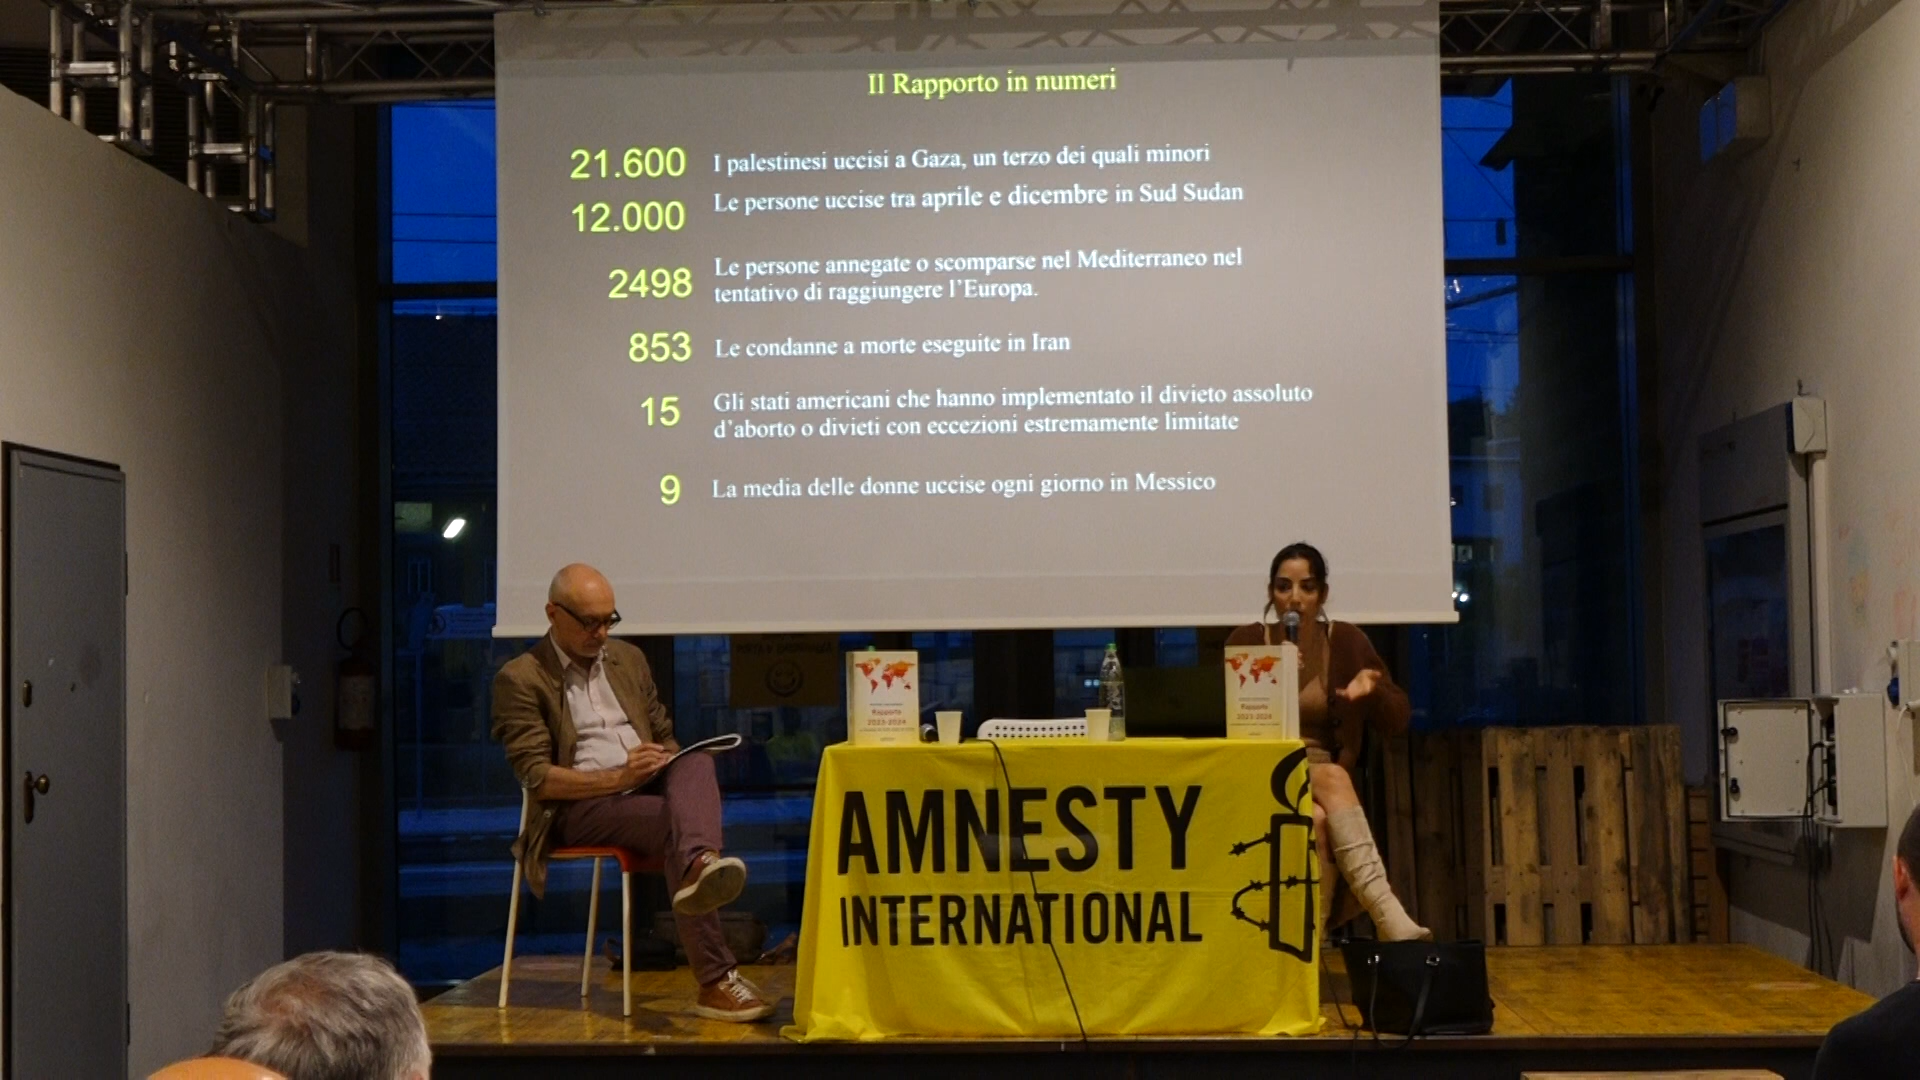 Il Rapporto in numeri
21.600 I palestinesi uccisi a Gaza, un terzo dei quali minori
12.000 Le persone uccise tra aprile e dicembre in Sud Sudan
2498 Le persone annegate o scomparse nel Mediterraneo nel
tentativo di raggiungere l'Europa.
853 Le condanne a morte eseguite in Iran
15 Gli stati americani che hanno implementato il divieto assoluto
d'aborto o divieti con eccezioni estremamente limitate
9 La media delle donne uccise ogni giorno in Messico
Rapporto
2023-2024
Rapporto
2023-2024
AMNESTY
INTERNATIONAL